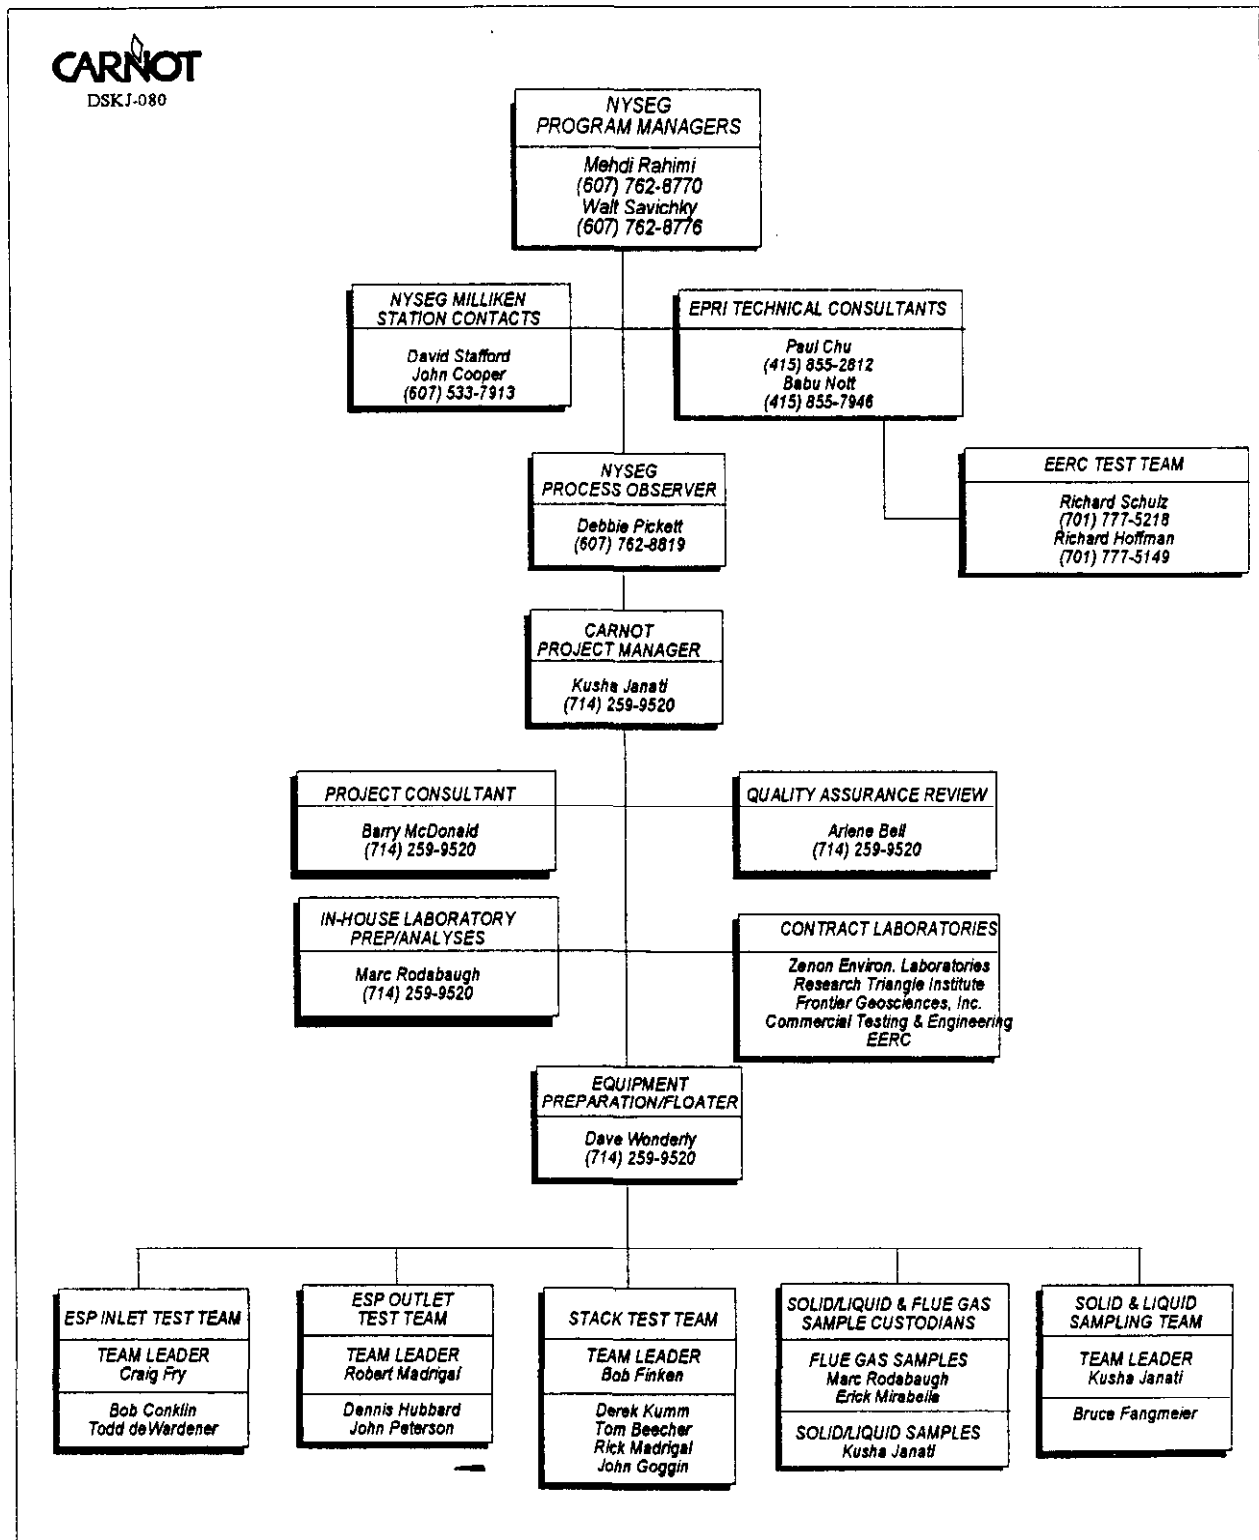 CARNOT
DSKJ-080
NYSEG
PROGRAM MANAGERS
Mehdi Rahimi
(607) 762-8770
Walt Savichky
(607) 762-8776
NYSEG MILLIKEN
STATION CONTACTS
David Stafford
John Cooper
(607) 533-7913
EPRI TECHNICAL CONSULTANTS
Paul Chu
(415) 855-2812
Babu Nott
(415) 855-7946
NYSEG
PROCESS OBSERVER
Debbie Pickett
(607) 762-8819
EERC TEST TEAM
Richard Schulz
(701) 777-5218
Richard Hoffman
(701) 777-5149
CARNOT
PROJECT MANAGER
Kusha Janati
(714) 259-9520
PROJECT CONSULTANT
Barry McDonald
(714) 259-9520
QUALITY ASSURANCE REVIEW
Arlene Bell
(714) 259-9520
IN-HOUSE LABORATORY
PREP/ANALYSES
Marc Rodabaugh
(714) 259-9520
CONTRACT LABORATORIES
Zenon Environ. Laboratories
Research Triangle Institute
Frontier Geosciences, Inc.
Commercial Testing & Engineering
EERC
EQUIPMENT
PREPARATION/FLOATER
Dave Wonderly
(714) 259-9520
ESP INLET TEST TEAM
TEAM LEADER
Craig Fry
Bob Conklin
Todd deWardener
ESP OUTLET
TEST TEAM
TEAM LEADER
Robert Madrigal
Dennis Hubbard
John Peterson
STACK TEST TEAM
TEAM LEADER
Bob Finken
Derek Kumm
Tom Beecher
Rick Madrigal
John Goggin
SOLID/LIQUID & FLUE GAS
SAMPLE CUSTODIANS
FLUE GAS SAMPLES
Marc Rodabaugh
Erick Mirabella
SOLID/LIQUID SAMPLES
Kusha Janati
SOLID & LIQUID
SAMPLING TEAM
TEAM LEADER
Kusha Janati
Bruce Fangmeier